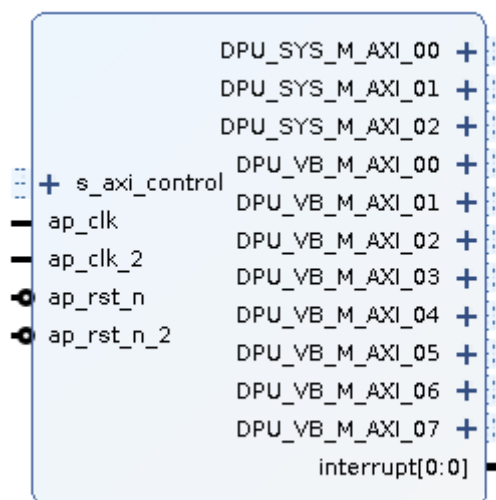 DPU_SYS_M_AXI_00
DPU_SYS_M_AXI_01
DPU_SYS_M_AXI_02
DPU_VB_M_AXI_00
s_axi_control
DPU_VB_M_AXI_01
ap_clk
DPU_VB_M_AXI_02
ap_clk_2
DPU_VB_M_AXI_03
ap_rst_n
DPU_VB_M_AXI_04
ap_rst_n_2
DPU_VB_M_AXI_05
DPU_VB_M_AXI_06
DPU_VB_M_AXI_07
interrupt[0:0]